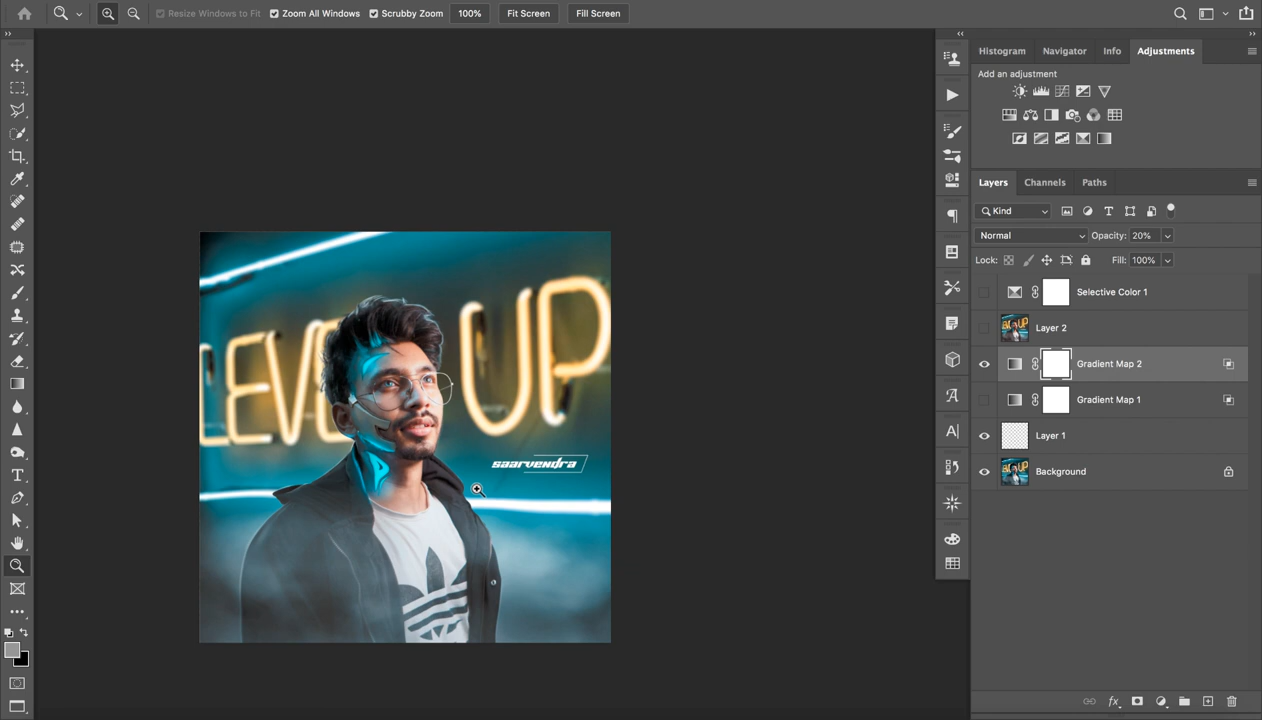 Resize Windows to Fit Zoom All Windows Scrubby Zoom 100% Fit Screen Fill Screen
Histogram Navigator Info Adjustments
Add an adjustment
Layers Channels Paths
Kind
Normal Opacity: 20%
Lock: Fill: 100%
Selective Color 1
Layer 2
Gradient Map 2
Gradient Map 1
Layer 1
Background
LEVEL UP
saarvendra